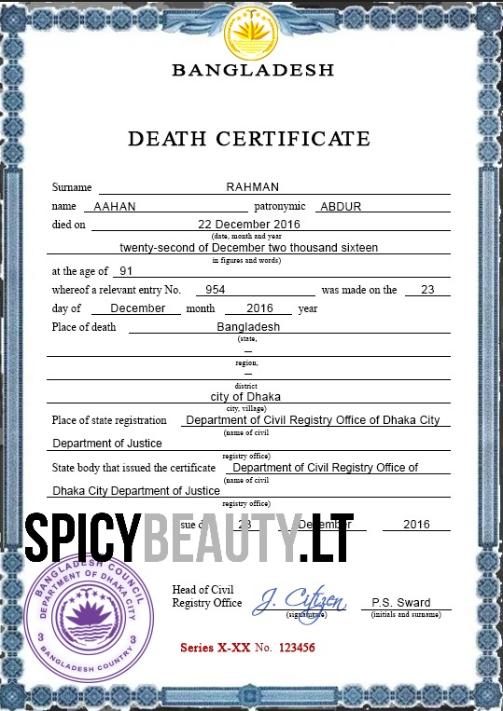 BANGLADESH
DEATH CERTIFICATE
Surname RAHMAN
name AAHAN patronymic ABDUR
died on 22 December 2016
(date, month and year
twenty-second of December two thousand sixteen
in figures and words)
at the age of 91
whereof a relevant entry No. 954 was made on the 23
day of December month 2016 year
Place of death Bangladesh
(state,
—
region,
—
district
city of Dhaka
city, village)
Place of state registration Department of Civil Registry Office of Dhaka City
(name of civil
Department of Justice
registry office)
State body that issued the certificate Department of Civil Registry Office of
(name of civil
Dhaka City Department of Justice
registry office)
sue d 23 December 2016
SPICYBEAUTY.LT
BANGLADESH COUNCIL
DEPARTMENT OF DHAKA CITY
3 3
BANGLADESH COUNTRY
Head of Civil
Registry Office J. Citizen P.S. Sward
(signature) (initials and surname)
Series X-XX No. 123456